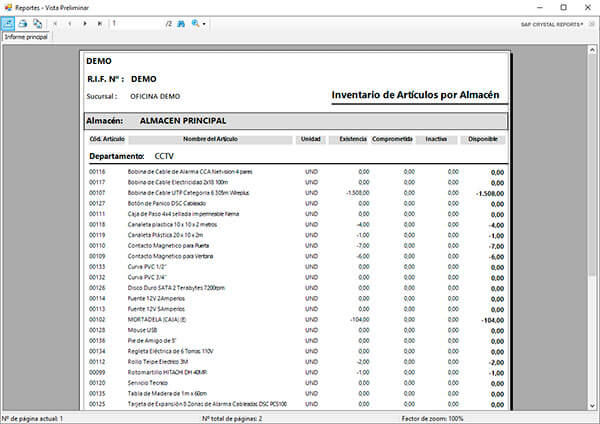 Reportes - Vista Preliminar
1 /2 SAP CRYSTAL REPORTS®
Informe principal
DEMO
R.I.F. Nº : DEMO
Sucursal : OFICINA DEMO
Inventario de Artículos por Almacén
Almacén: ALMACEN PRINCIPAL
Cód. Artículo Nombre del Artículo Unidad Existencia Comprometida Inactiva Disponible
Departamento: CCTV
00116 Bobina de Cable de Alarma CCA Netvision 4 pares UND 0,00 0,00 0,00 0,00
00117 Bobina de Cable Electricidad 2x18 100m UND 0,00 0,00 0,00 0,00
00107 Bobina de Cable UTP Categoria 6 305m Wireplus UND -1.508,00 0,00 0,00 -1.508,00
00127 Botón de Panico DSC Cableado UND 0,00 0,00 0,00 0,00
00111 Caja de Paso 4x4 sellada impermeable Nema UND 0,00 0,00 0,00 0,00
00118 Canaleta plastica 10 x 10 x 2 metros UND -4,00 0,00 0,00 -4,00
00119 Canaleta Plástica 20 x 10 x 2m UND -1,00 0,00 0,00 -1,00
00110 Contacto Magnetico para Puerta UND -7,00 0,00 0,00 -7,00
00109 Contacto Magnetico para Ventana UND -6,00 0,00 0,00 -6,00
00133 Curva PVC 1/2" UND 0,00 0,00 0,00 0,00
00132 Curva PVC 3/4" UND 0,00 0,00 0,00 0,00
00126 Disco Duro SATA 2 Terabytes 7200rpm UND 0,00 0,00 0,00 0,00
00114 Fuente 12V 2Amperios UND 0,00 0,00 0,00 0,00
00113 Fuente 12V 5Amperios UND 0,00 0,00 0,00 0,00
00102 MORTADELA (CAJA) (E) UND -104,00 0,00 0,00 -104,00
00128 Mouse USB UND 0,00 0,00 0,00 0,00
00136 Pie de Amigo de 5" UND 0,00 0,00 0,00 0,00
00134 Regleta Eléctrica de 6 Tomas 110V UND 0,00 0,00 0,00 0,00
00112 Rollo Teipe Electrico 3M UND -2,00 0,00 0,00 -2,00
00099 Rotomartillo HITACHI DH 40MR UND -1,00 0,00 0,00 -1,00
00120 Servicio Tecnico UND 0,00 0,00 0,00 0,00
00135 Tabla de Madera de 1m x 60cm UND 0,00 0,00 0,00 0,00
00125 Tarjeta de Expansión 8 Zonas de Alarma Cableadas DSC PC5108 UND 0,00 0,00 0,00 0,00
Nº de página actual: 1 Nº total de páginas: 2 Factor de zoom: 100%